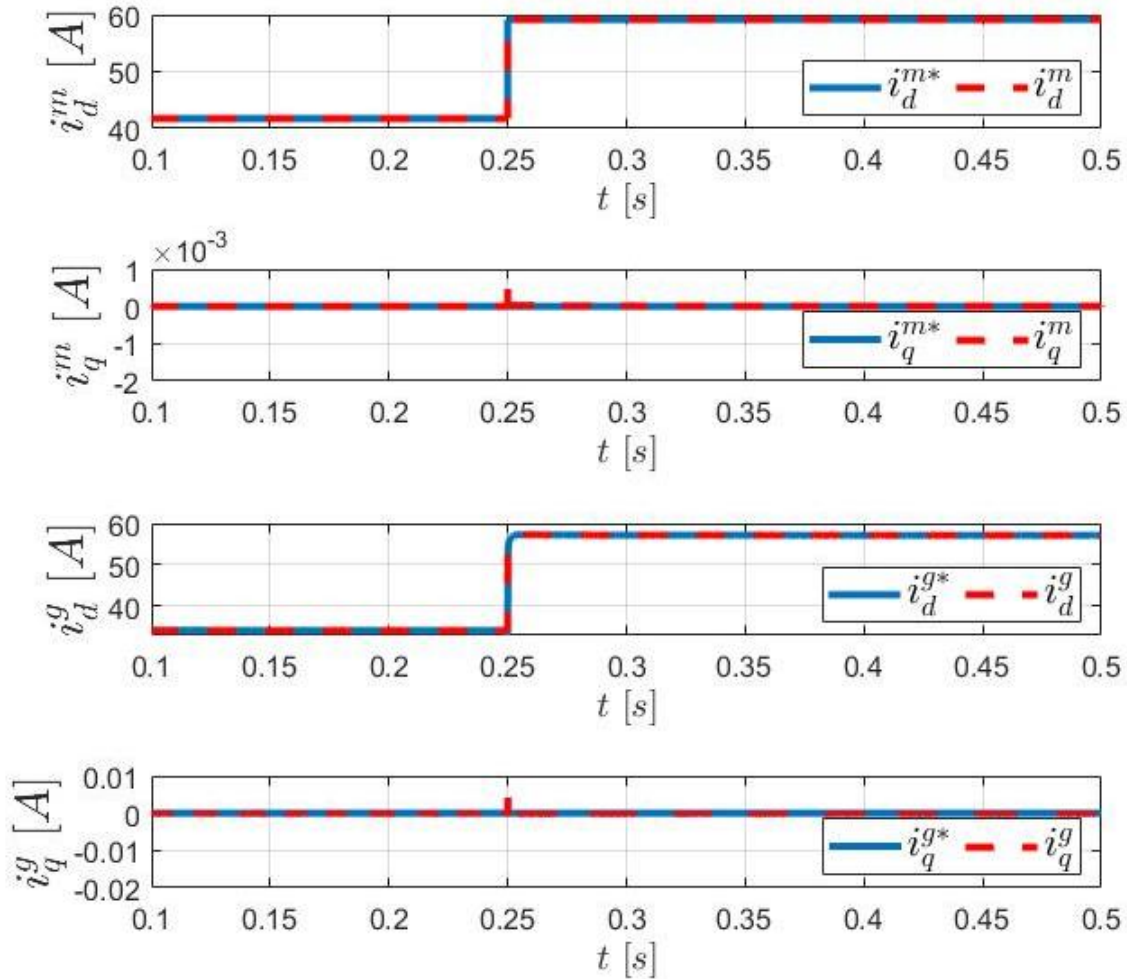 60
50
40
i_d^m [A]
i_d^{m*} i_d^m
0.1 0.15 0.2 0.25 0.3 0.35 0.4 0.45 0.5
t [s]
×10^{-3}
1
0
-1
-2
i_q^m [A]
i_q^{m*} i_q^m
0.1 0.15 0.2 0.25 0.3 0.35 0.4 0.45 0.5
t [s]
60
50
40
i_d^g [A]
i_d^{g*} i_d^g
0.1 0.15 0.2 0.25 0.3 0.35 0.4 0.45 0.5
t [s]
0.01
0
-0.01
-0.02
i_q^g [A]
i_q^{g*} i_q^g
0.1 0.15 0.2 0.25 0.3 0.35 0.4 0.45 0.5
t [s]